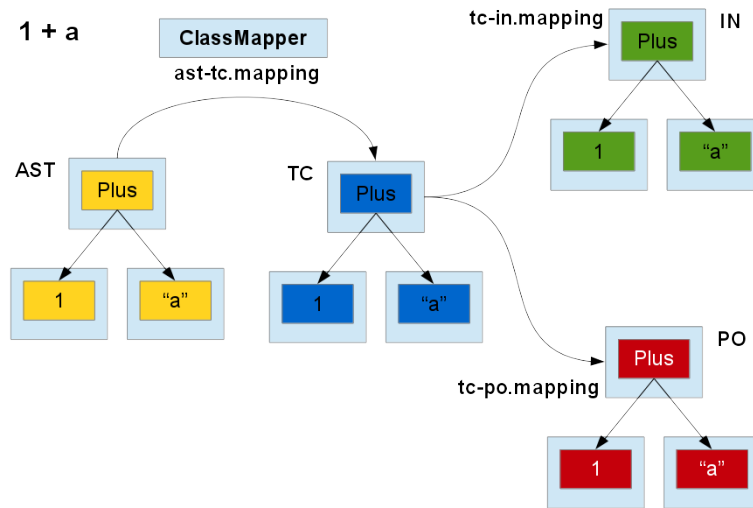 1 + a
ClassMapper
ast-tc.mapping
tc-in.mapping
IN
Plus
1
“a”
AST
Plus
1
“a”
TC
Plus
1
“a”
PO
tc-po.mapping
Plus
1
“a”